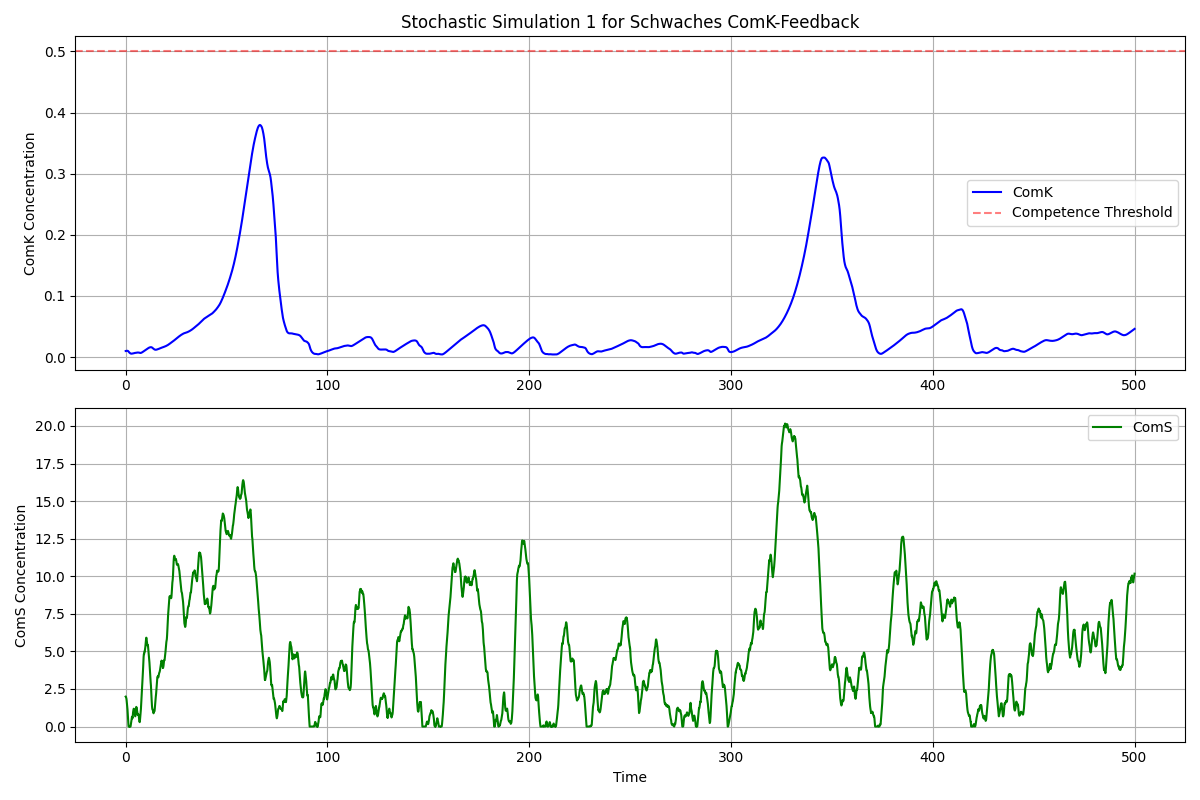 Stochastic Simulation 1 for Schwaches ComK-Feedback
ComK Concentration
0.5
0.4
0.3
0.2
0.1
0.0
ComK
Competence Threshold
0 100 200 300 400 500
ComS Concentration
20.0
17.5
15.0
12.5
10.0
7.5
5.0
2.5
0.0
ComS
0 100 200 300 400 500
Time